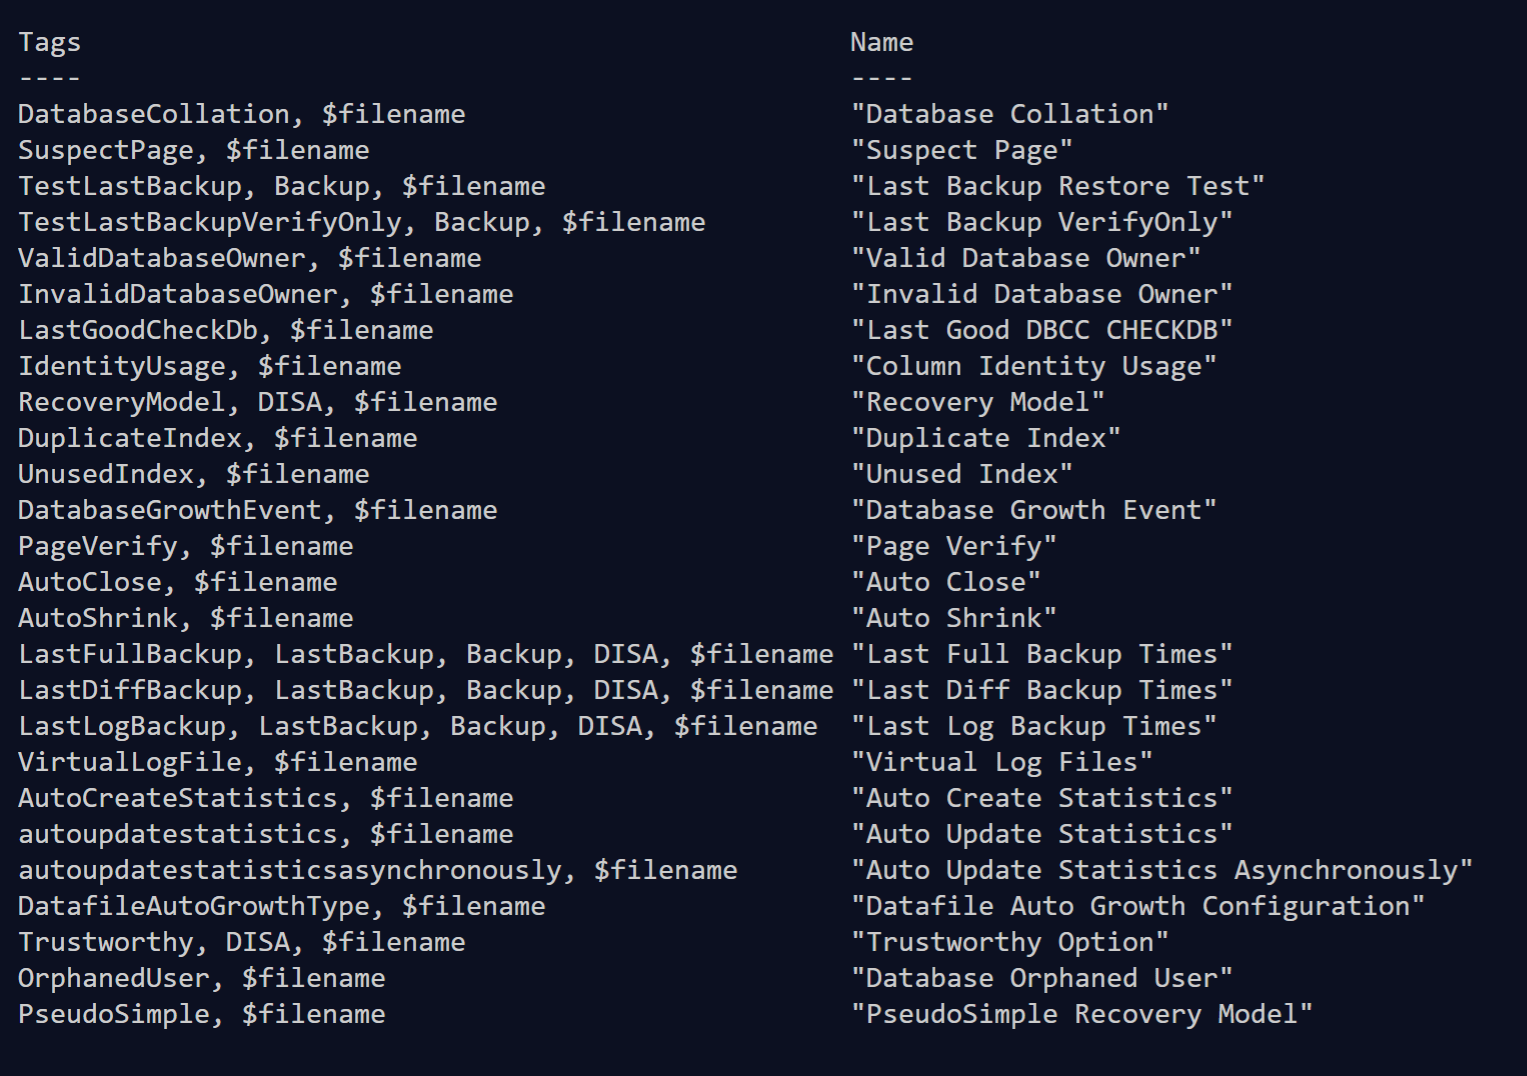 Tags Name
---- ----
DatabaseCollation, $filename "Database Collation"
SuspectPage, $filename "Suspect Page"
TestLastBackup, Backup, $filename "Last Backup Restore Test"
TestLastBackupVerifyOnly, Backup, $filename "Last Backup VerifyOnly"
ValidDatabaseOwner, $filename "Valid Database Owner"
InvalidDatabaseOwner, $filename "Invalid Database Owner"
LastGoodCheckDb, $filename "Last Good DBCC CHECKDB"
IdentityUsage, $filename "Column Identity Usage"
RecoveryModel, DISA, $filename "Recovery Model"
DuplicateIndex, $filename "Duplicate Index"
UnusedIndex, $filename "Unused Index"
DatabaseGrowthEvent, $filename "Database Growth Event"
PageVerify, $filename "Page Verify"
AutoClose, $filename "Auto Close"
AutoShrink, $filename "Auto Shrink"
LastFullBackup, LastBackup, Backup, DISA, $filename "Last Full Backup Times"
LastDiffBackup, LastBackup, Backup, DISA, $filename "Last Diff Backup Times"
LastLogBackup, LastBackup, Backup, DISA, $filename "Last Log Backup Times"
VirtualLogFile, $filename "Virtual Log Files"
AutoCreateStatistics, $filename "Auto Create Statistics"
autoupdatestatistics, $filename "Auto Update Statistics"
autoupdatestatisticsasynchronously, $filename "Auto Update Statistics Asynchronously"
DatafileAutoGrowthType, $filename "Datafile Auto Growth Configuration"
Trustworthy, DISA, $filename "Trustworthy Option"
OrphanedUser, $filename "Database Orphaned User"
PseudoSimple, $filename "PseudoSimple Recovery Model"